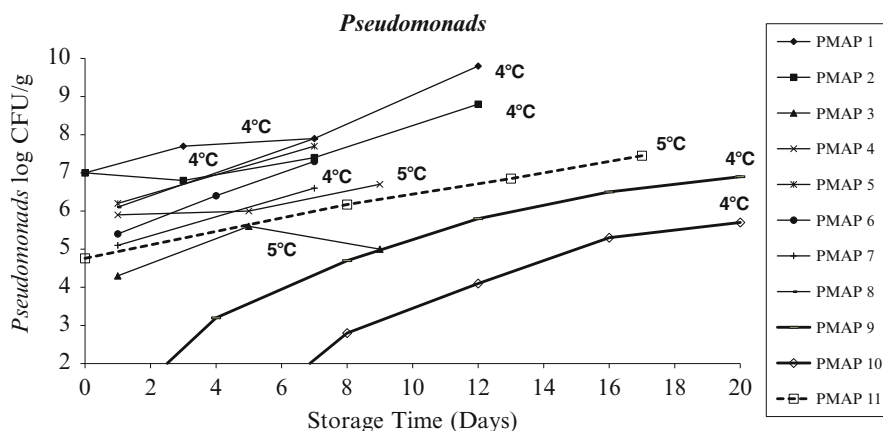 Pseudomonads
Pseudomonads log CFU/g
10
9
8
7
6
5
4
3
2
0 2 4 6 8 10 12 14 16 18 20
Storage Time (Days)
4°C
4°C
4°C
4°C
4°C
5°C
5°C
5°C
4°C
4°C
PMAP 1
PMAP 2
PMAP 3
PMAP 4
PMAP 5
PMAP 6
PMAP 7
PMAP 8
PMAP 9
PMAP 10
PMAP 11